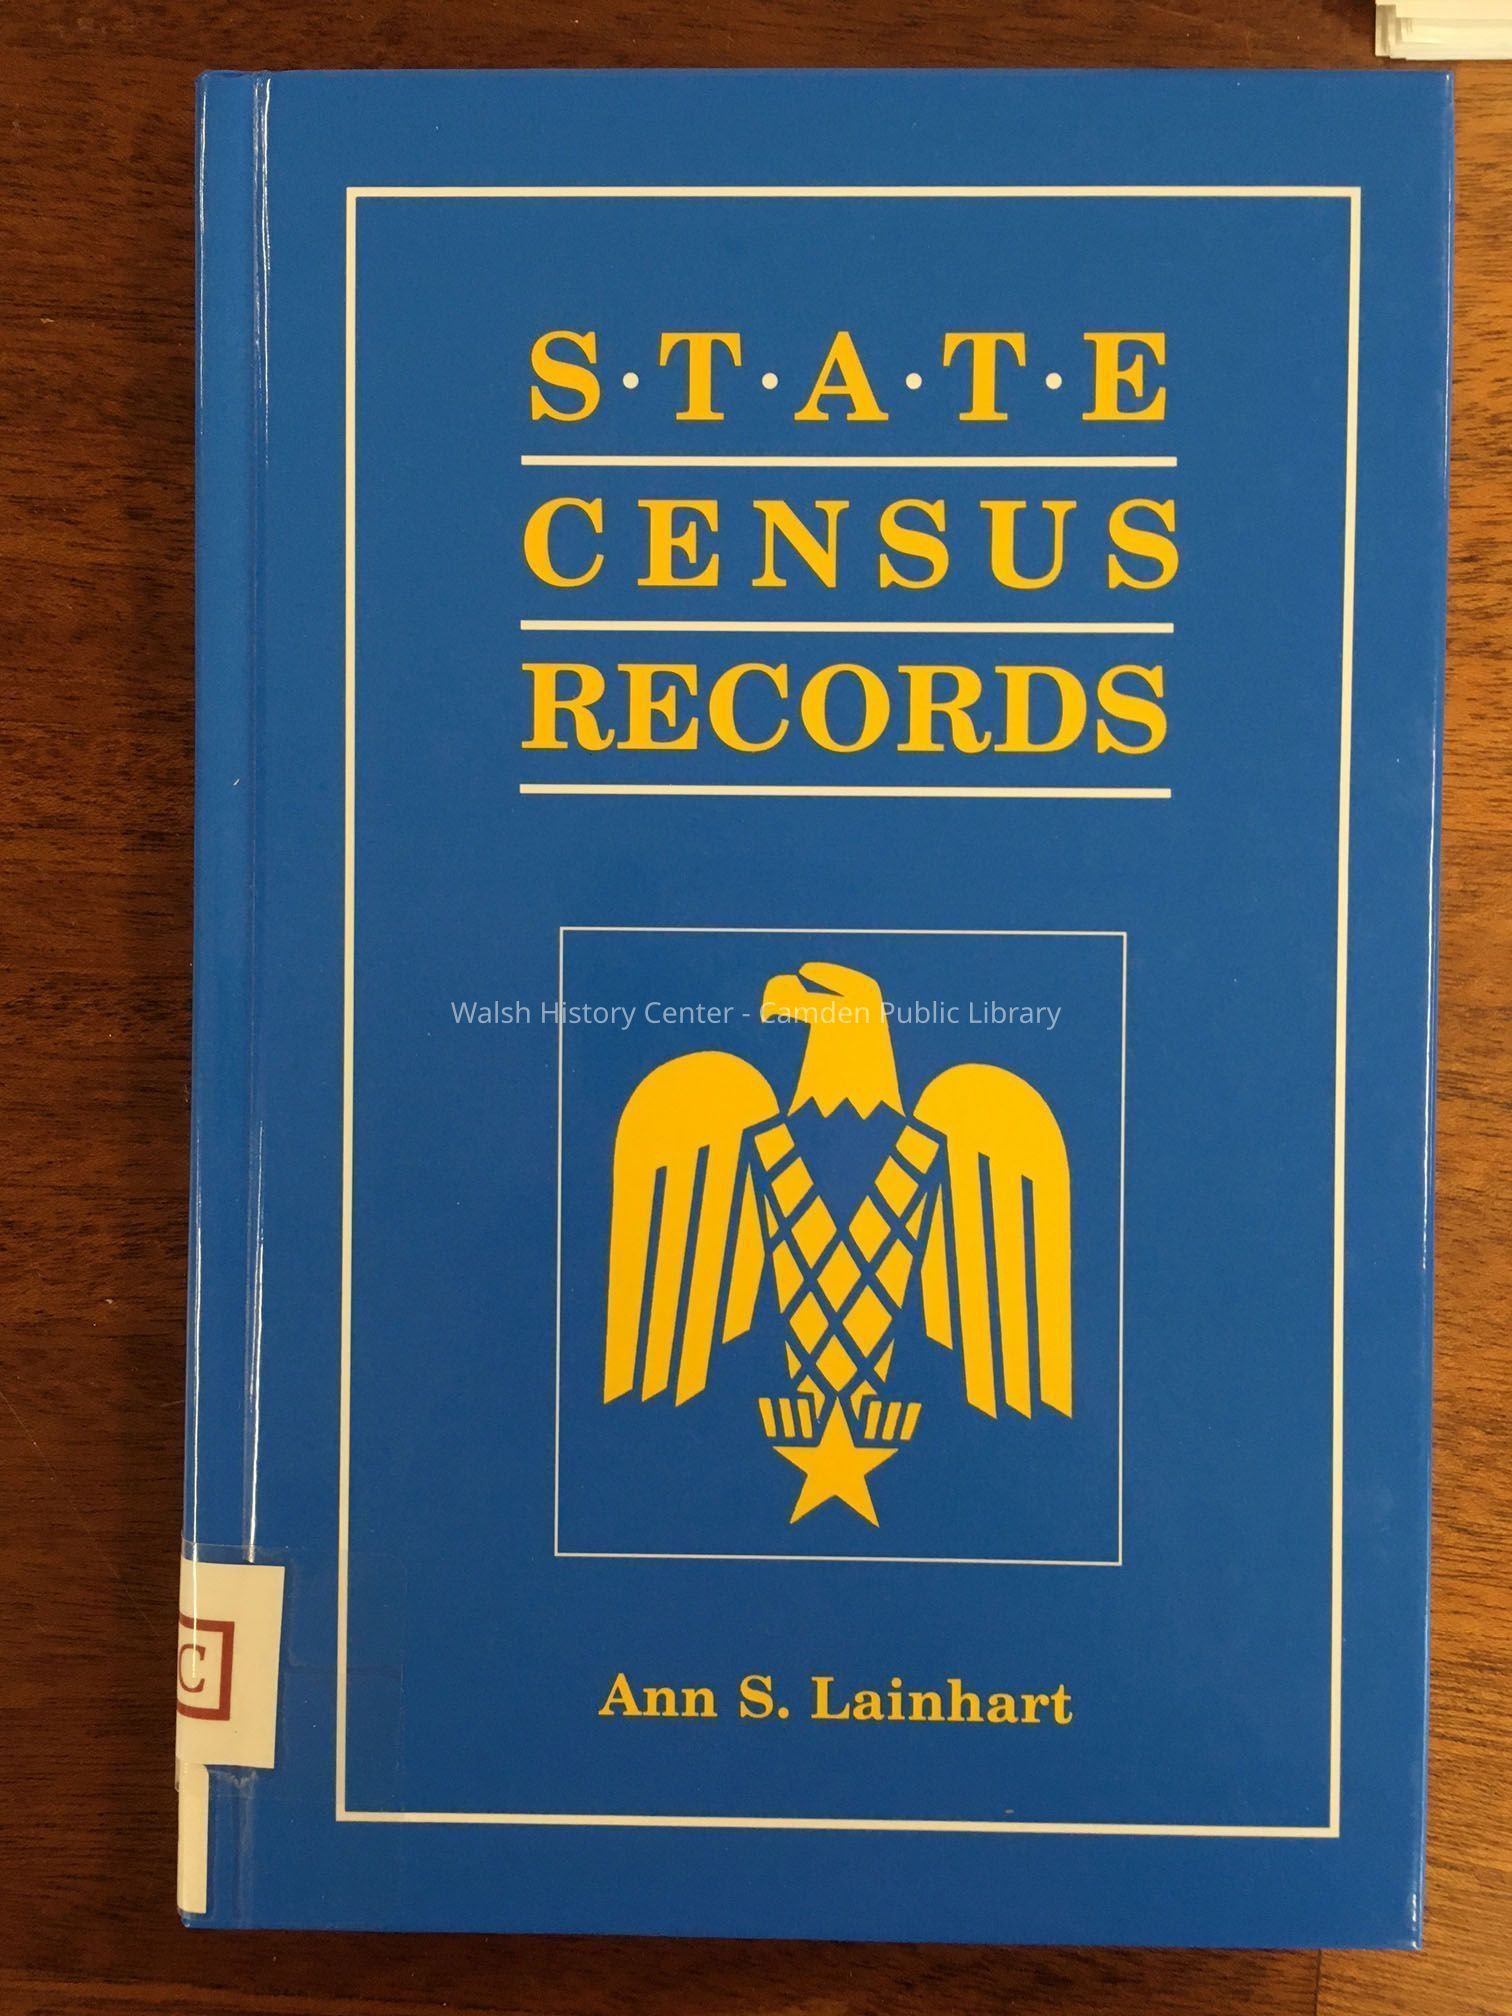 S·T·A·T·E
CENSUS
RECORDS
Walsh History Center - Camden Public Library
C
Ann S. Lainhart